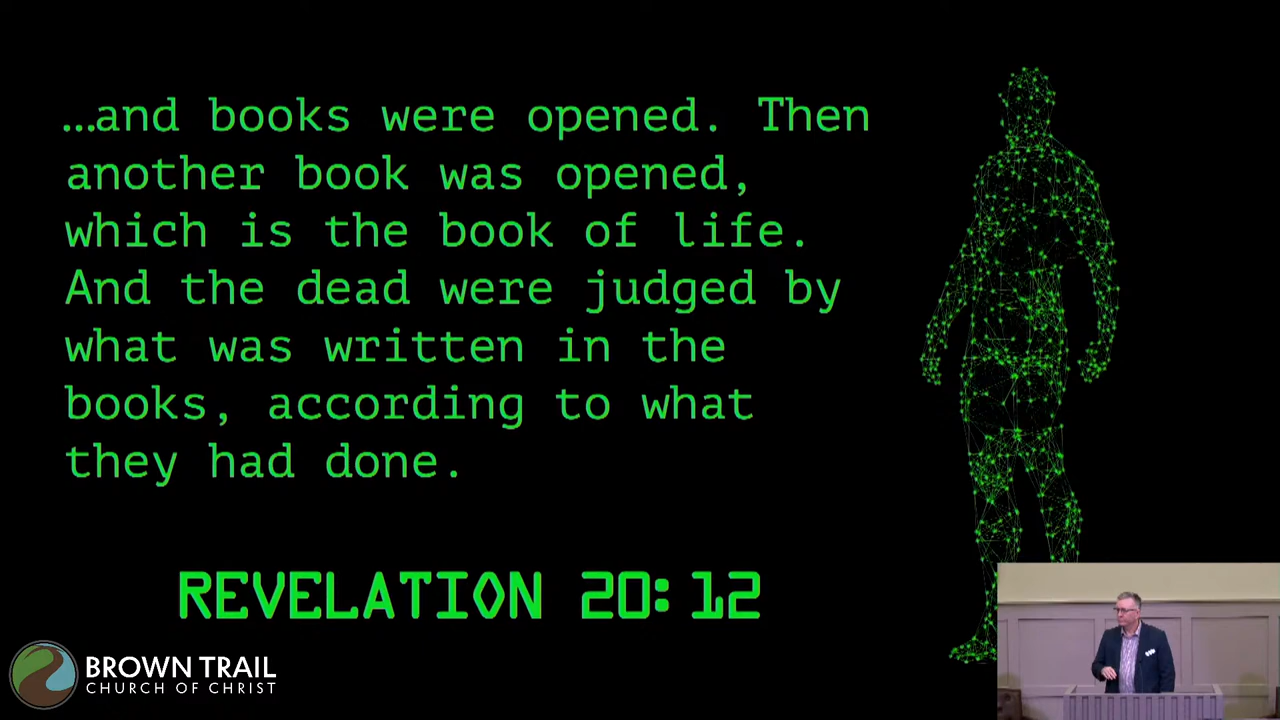 ...and books were opened. Then
another book was opened,
which is the book of life.
And the dead were judged by
what was written in the
books, according to what
they had done.
REVELATION 20:12
BROWN TRAIL
CHURCH OF CHRIST